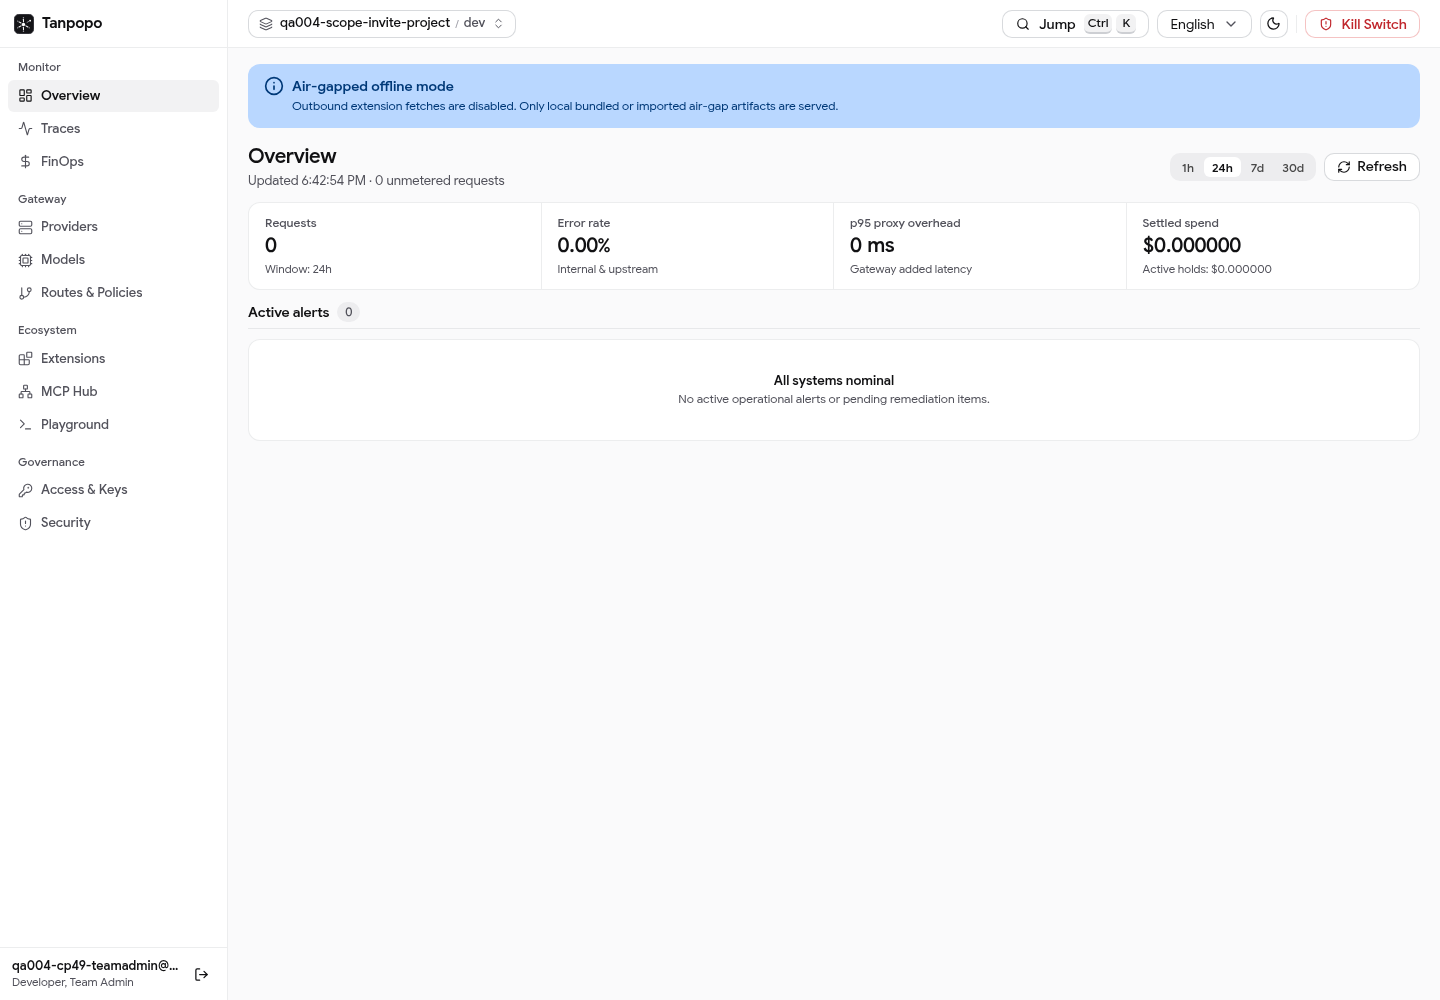 Tanpopo
qa004-scope-invite-project / dev
Jump Ctrl K
English
Kill Switch
Monitor
Overview
Traces
FinOps
Gateway
Providers
Models
Routes & Policies
Ecosystem
Extensions
MCP Hub
Playground
Governance
Access & Keys
Security
qa004-cp49-teamadmin@...
Developer, Team Admin
Air-gapped offline mode
Outbound extension fetches are disabled. Only local bundled or imported air-gap artifacts are served.
Overview
Updated 6:42:54 PM · 0 unmetered requests
1h 24h 7d 30d
Refresh
Requests
0
Window: 24h
Error rate
0.00%
Internal & upstream
p95 proxy overhead
0 ms
Gateway added latency
Settled spend
$0.000000
Active holds: $0.000000
Active alerts 0
All systems nominal
No active operational alerts or pending remediation items.